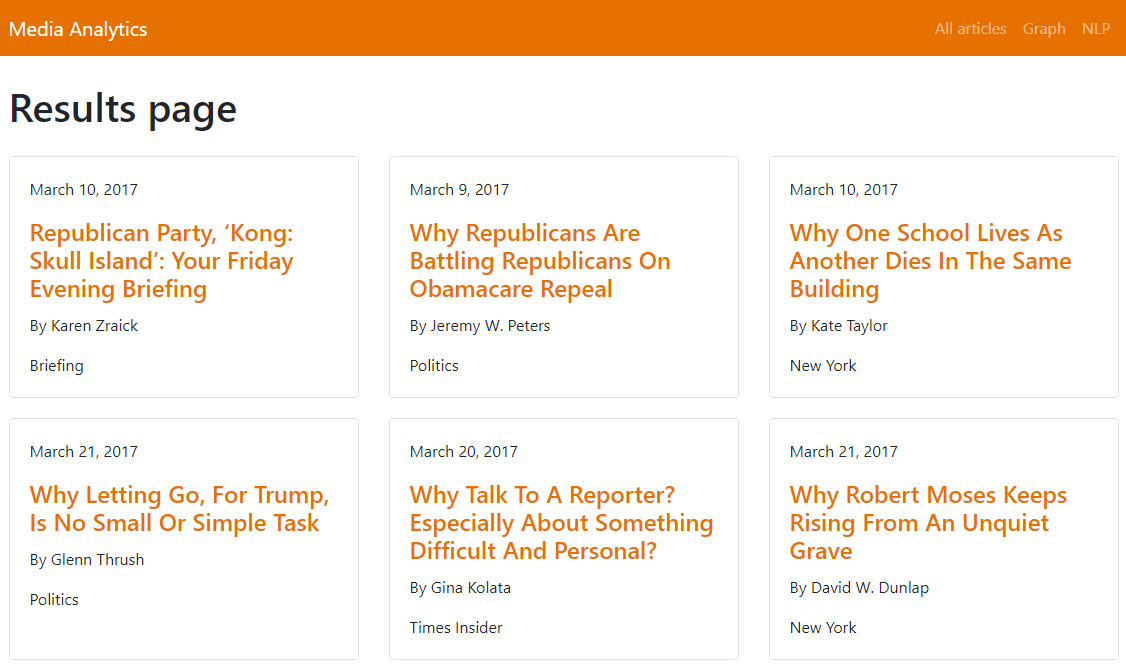 Media Analytics
All articles
Graph
NLP
Results page
March 10, 2017
Republican Party, ‘Kong:
Skull Island’: Your Friday
Evening Briefing
By Karen Zraick
Briefing
March 9, 2017
Why Republicans Are
Battling Republicans On
Obamacare Repeal
By Jeremy W. Peters
Politics
March 10, 2017
Why One School Lives As
Another Dies In The Same
Building
By Kate Taylor
New York
March 21, 2017
Why Letting Go, For Trump,
Is No Small Or Simple Task
By Glenn Thrush
Politics
March 20, 2017
Why Talk To A Reporter?
Especially About Something
Difficult And Personal?
By Gina Kolata
Times Insider
March 21, 2017
Why Robert Moses Keeps
Rising From An Unquiet
Grave
By David W. Dunlap
New York